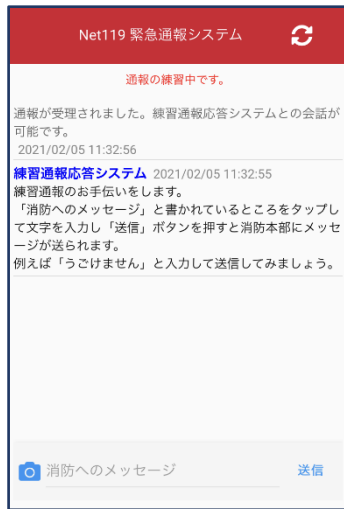 Net119 緊急通報システム
通報の練習中です。
通報が受理されました。練習通報応答システムとの会話が
可能です。
2021/02/05 11:32:56
練習通報応答システム 2021/02/05 11:32:55
練習通報のお手伝いをします。
「消防へのメッセージ」と書かれているところをタップし
て文字を入力し「送信」ボタンを押すと消防本部にメッセ
ージが送られます。
例えば「うごけません」と入力して送信してみましょう。
消防へのメッセージ 送信